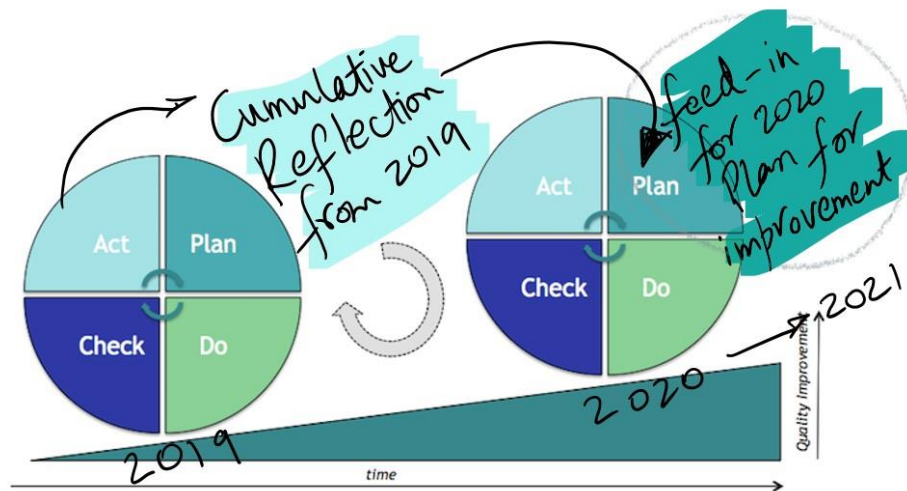 Cumulative
Reflection
from 2019
feed-in
for 2020
Plan for
improvement
Act
Plan
Check
Do
Act
Plan
Check
Do
2019
2020
2021
Quality Improvement
time